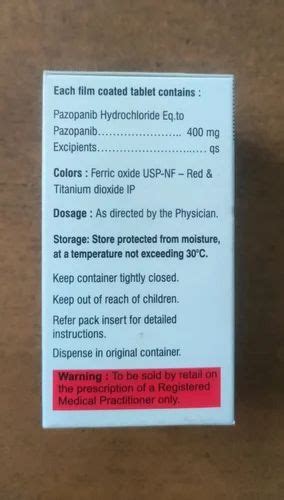 Each film coated tablet contains :
Pazopanib Hydrochloride Eq.to
Pazopanib..................... 400 mg
Excipients........................... qs
Colors : Ferric oxide USP-NF – Red &
Titanium dioxide IP
Dosage : As directed by the Physician.
Storage: Store protected from moisture,
at a temperature not exceeding 30°C.
Keep container tightly closed.
Keep out of reach of children.
Refer pack insert for detailed
instructions.
Dispense in original container.
Warning : To be sold by retail on
the prescription of a Registered
Medical Practitioner only.